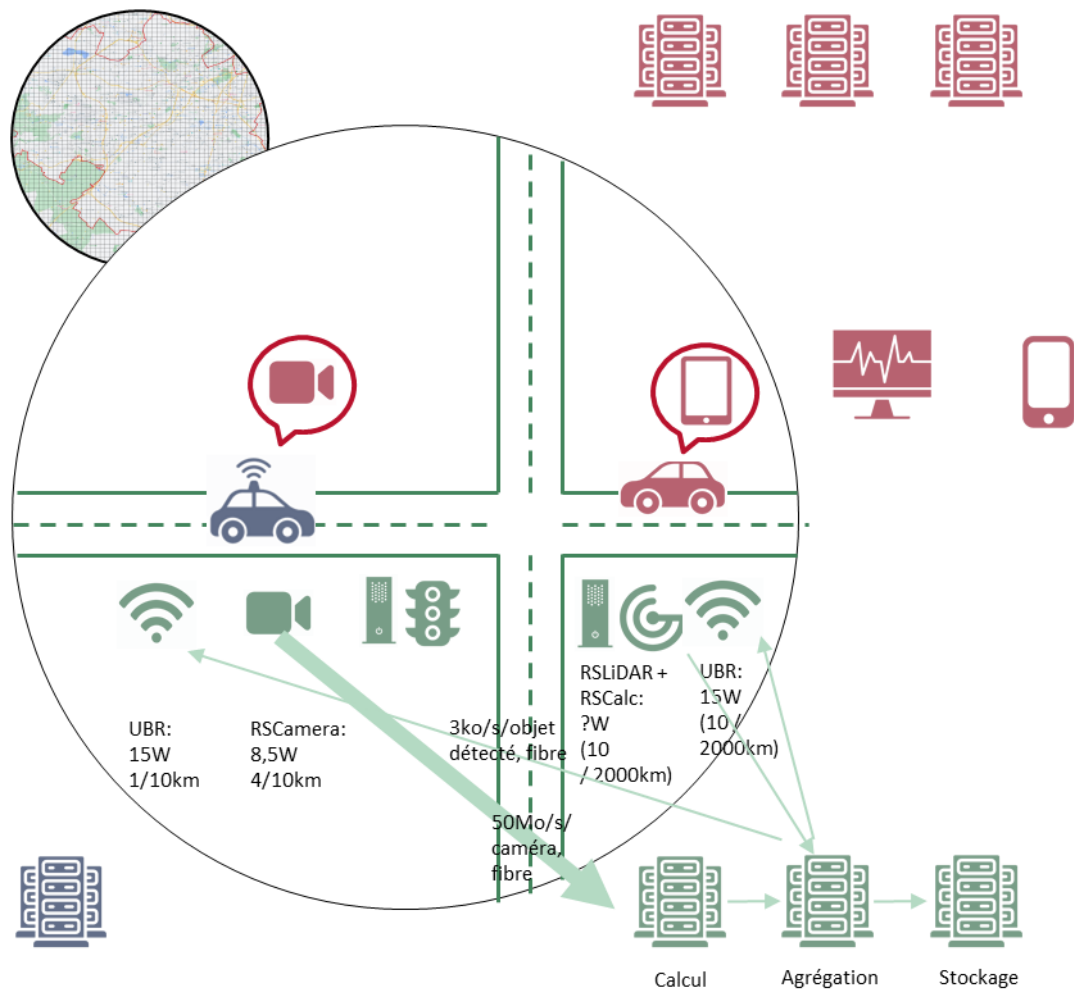 UBR:
15W
1/10km
RSCamera:
8,5W
4/10km
3ko/s/objet
détecté, fibre
RSLiDAR +
RSCalc:
?W
(10
/ 2000km)
UBR:
15W
(10 /
2000km)
50Mo/s/
caméra,
fibre
Calcul
Agrégation
Stockage